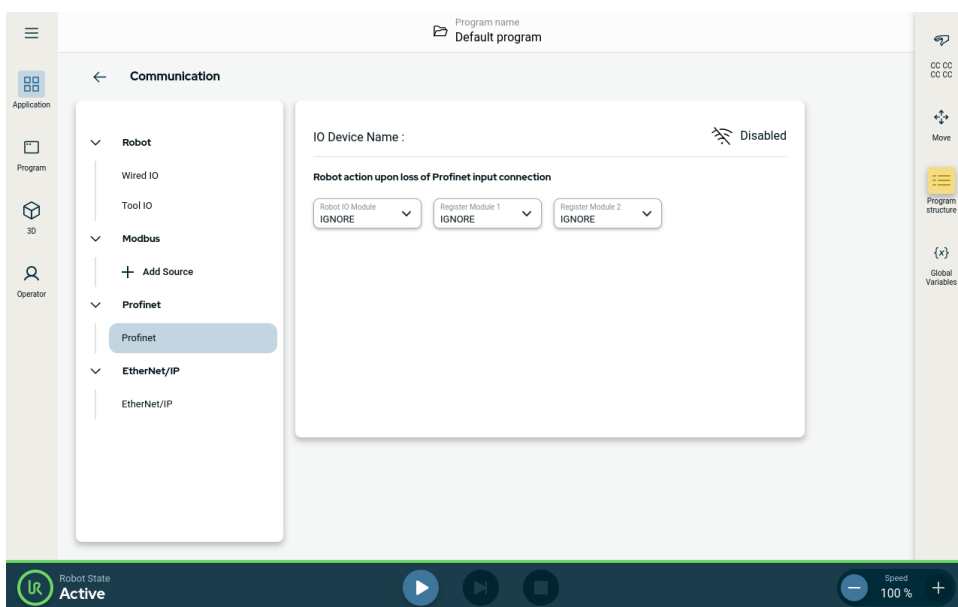 Program name
Default program
Communication
Application
Program
3D
Operator
Robot
Wired IO
Tool IO
Modbus
Add Source
Profinet
Profinet
EtherNet/IP
EtherNet/IP
IO Device Name :
Disabled
Robot action upon loss of Profinet input connection
Robot IO Module
IGNORE
Register Module 1
IGNORE
Register Module 2
IGNORE
CC CC
CC CC
Move
Program
structure
{x}
Global
Variables
UR
Robot State
Active
Speed
100 %